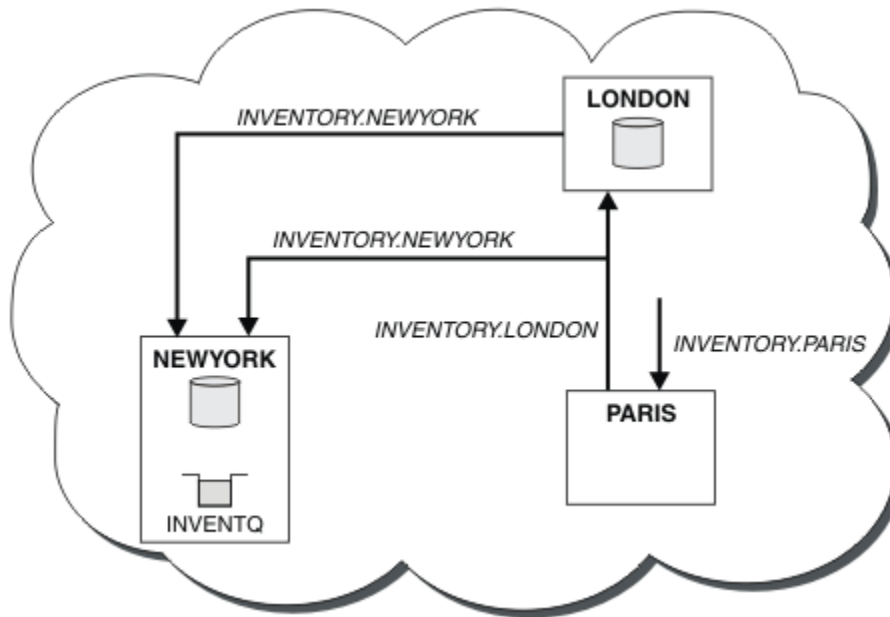 LONDON
INVENTORY.NEWYORK
INVENTORY.NEWYORK
INVENTORY.LONDON
INVENTORY.PARIS
NEWYORK
PARIS
INVENTQ